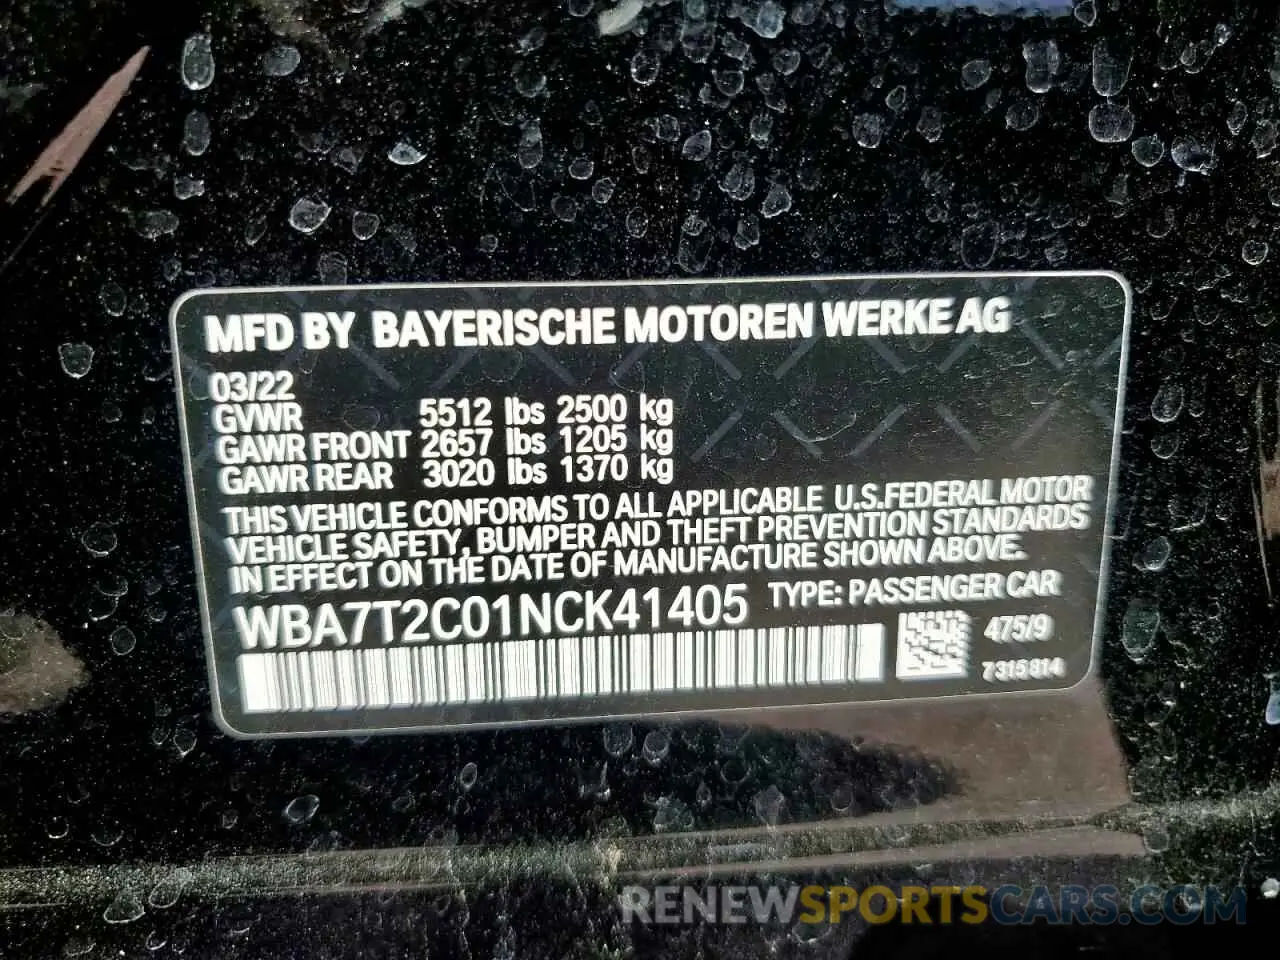 MFD BY BAYERISCHE MOTOREN WERKE AG
03/22
GVWR 5512 lbs 2500 kg
GAWR FRONT 2657 lbs 1205 kg
GAWR REAR 3020 lbs 1370 kg
THIS VEHICLE CONFORMS TO ALL APPLICABLE U.S.FEDERAL MOTOR
VEHICLE SAFETY, BUMPER AND THEFT PREVENTION STANDARDS
IN EFFECT ON THE DATE OF MANUFACTURE SHOWN ABOVE.
WBA7T2C01NCK41405 TYPE: PASSENGER CAR
475/9
7315814
RENEWSPORTSCARS.COM